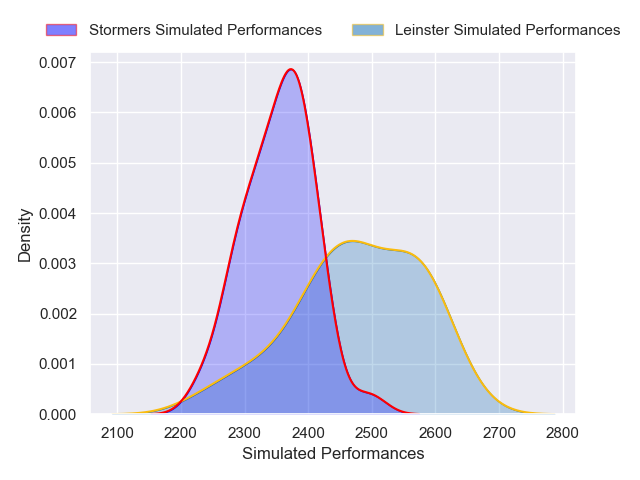 Stormers Simulated Performances
Leinster Simulated Performances
0.007
0.006
0.005
0.004
0.003
0.002
0.001
0.000
Density
2100 2200 2300 2400 2500 2600 2700 2800
Simulated Performances